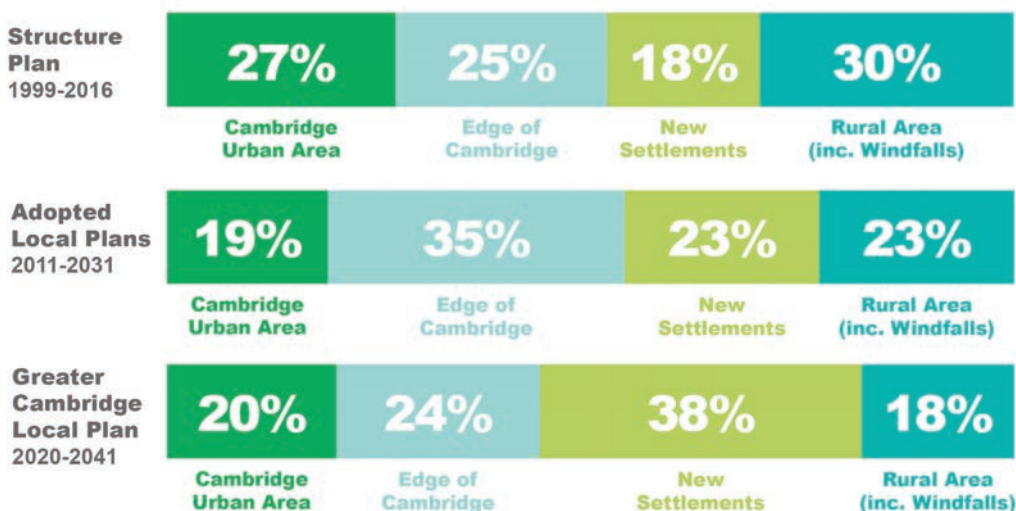 Structure
Plan
1999-2016
27%
25%
18%
30%
Cambridge
Urban Area
Edge of
Cambridge
New
Settlements
Rural Area
(inc. Windfalls)
Adopted
Local Plans
2011-2031
19%
35%
23%
23%
Cambridge
Urban Area
Edge of
Cambridge
New
Settlements
Rural Area
(inc. Windfalls)
Greater
Cambridge
Local Plan
2020-2041
20%
24%
38%
18%
Cambridge
Urban Area
Edge of
Cambridge
New
Settlements
Rural Area
(inc. Windfalls)